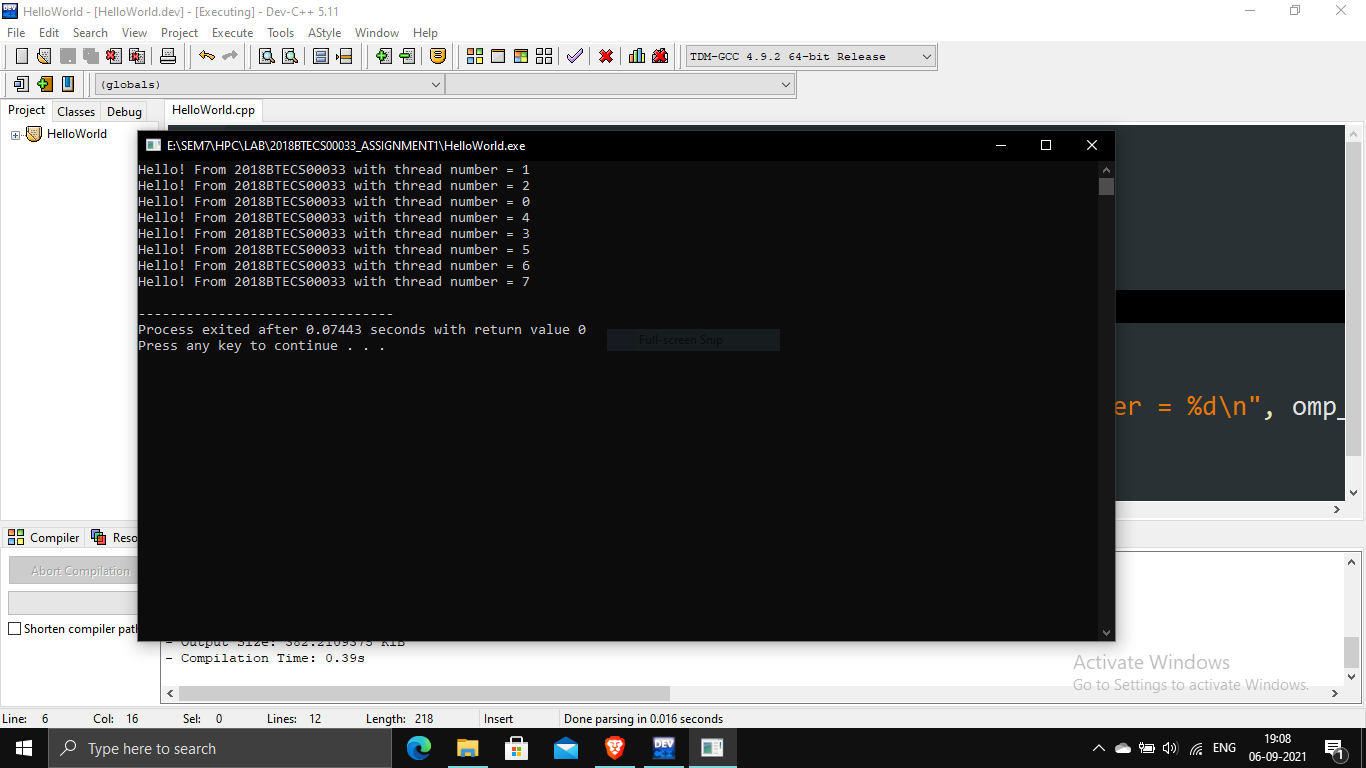 HelloWorld - [HelloWorld.dev] - [Executing] - Dev-C++ 5.11
File Edit Search View Project Execute Tools AStyle Window Help
TDM-GCC 4.9.2 64-bit Release
(globals)
Project Classes Debug HelloWorld.cpp
HelloWorld
E:\SEM7\HPC\LAB\2018BTECS00033_ASSIGNMENT1\HelloWorld.exe
Hello! From 2018BTECS00033 with thread number = 1
Hello! From 2018BTECS00033 with thread number = 2
Hello! From 2018BTECS00033 with thread number = 0
Hello! From 2018BTECS00033 with thread number = 4
Hello! From 2018BTECS00033 with thread number = 3
Hello! From 2018BTECS00033 with thread number = 5
Hello! From 2018BTECS00033 with thread number = 6
Hello! From 2018BTECS00033 with thread number = 7
--------------------------------
Process exited after 0.07443 seconds with return value 0
Press any key to continue . . .
Full-screen Snip
er = %d\n", omp_
Compiler Reso
Abort Compilation
Shorten compiler pat
- Output Size: 382.2109375 KiB
- Compilation Time: 0.39s
Activate Windows
Go to Settings to activate Windows.
Line: 6 Col: 16 Sel: 0 Lines: 12 Length: 218 Insert Done parsing in 0.016 seconds
Type here to search
DEV
ENG
19:08
06-09-2021
1